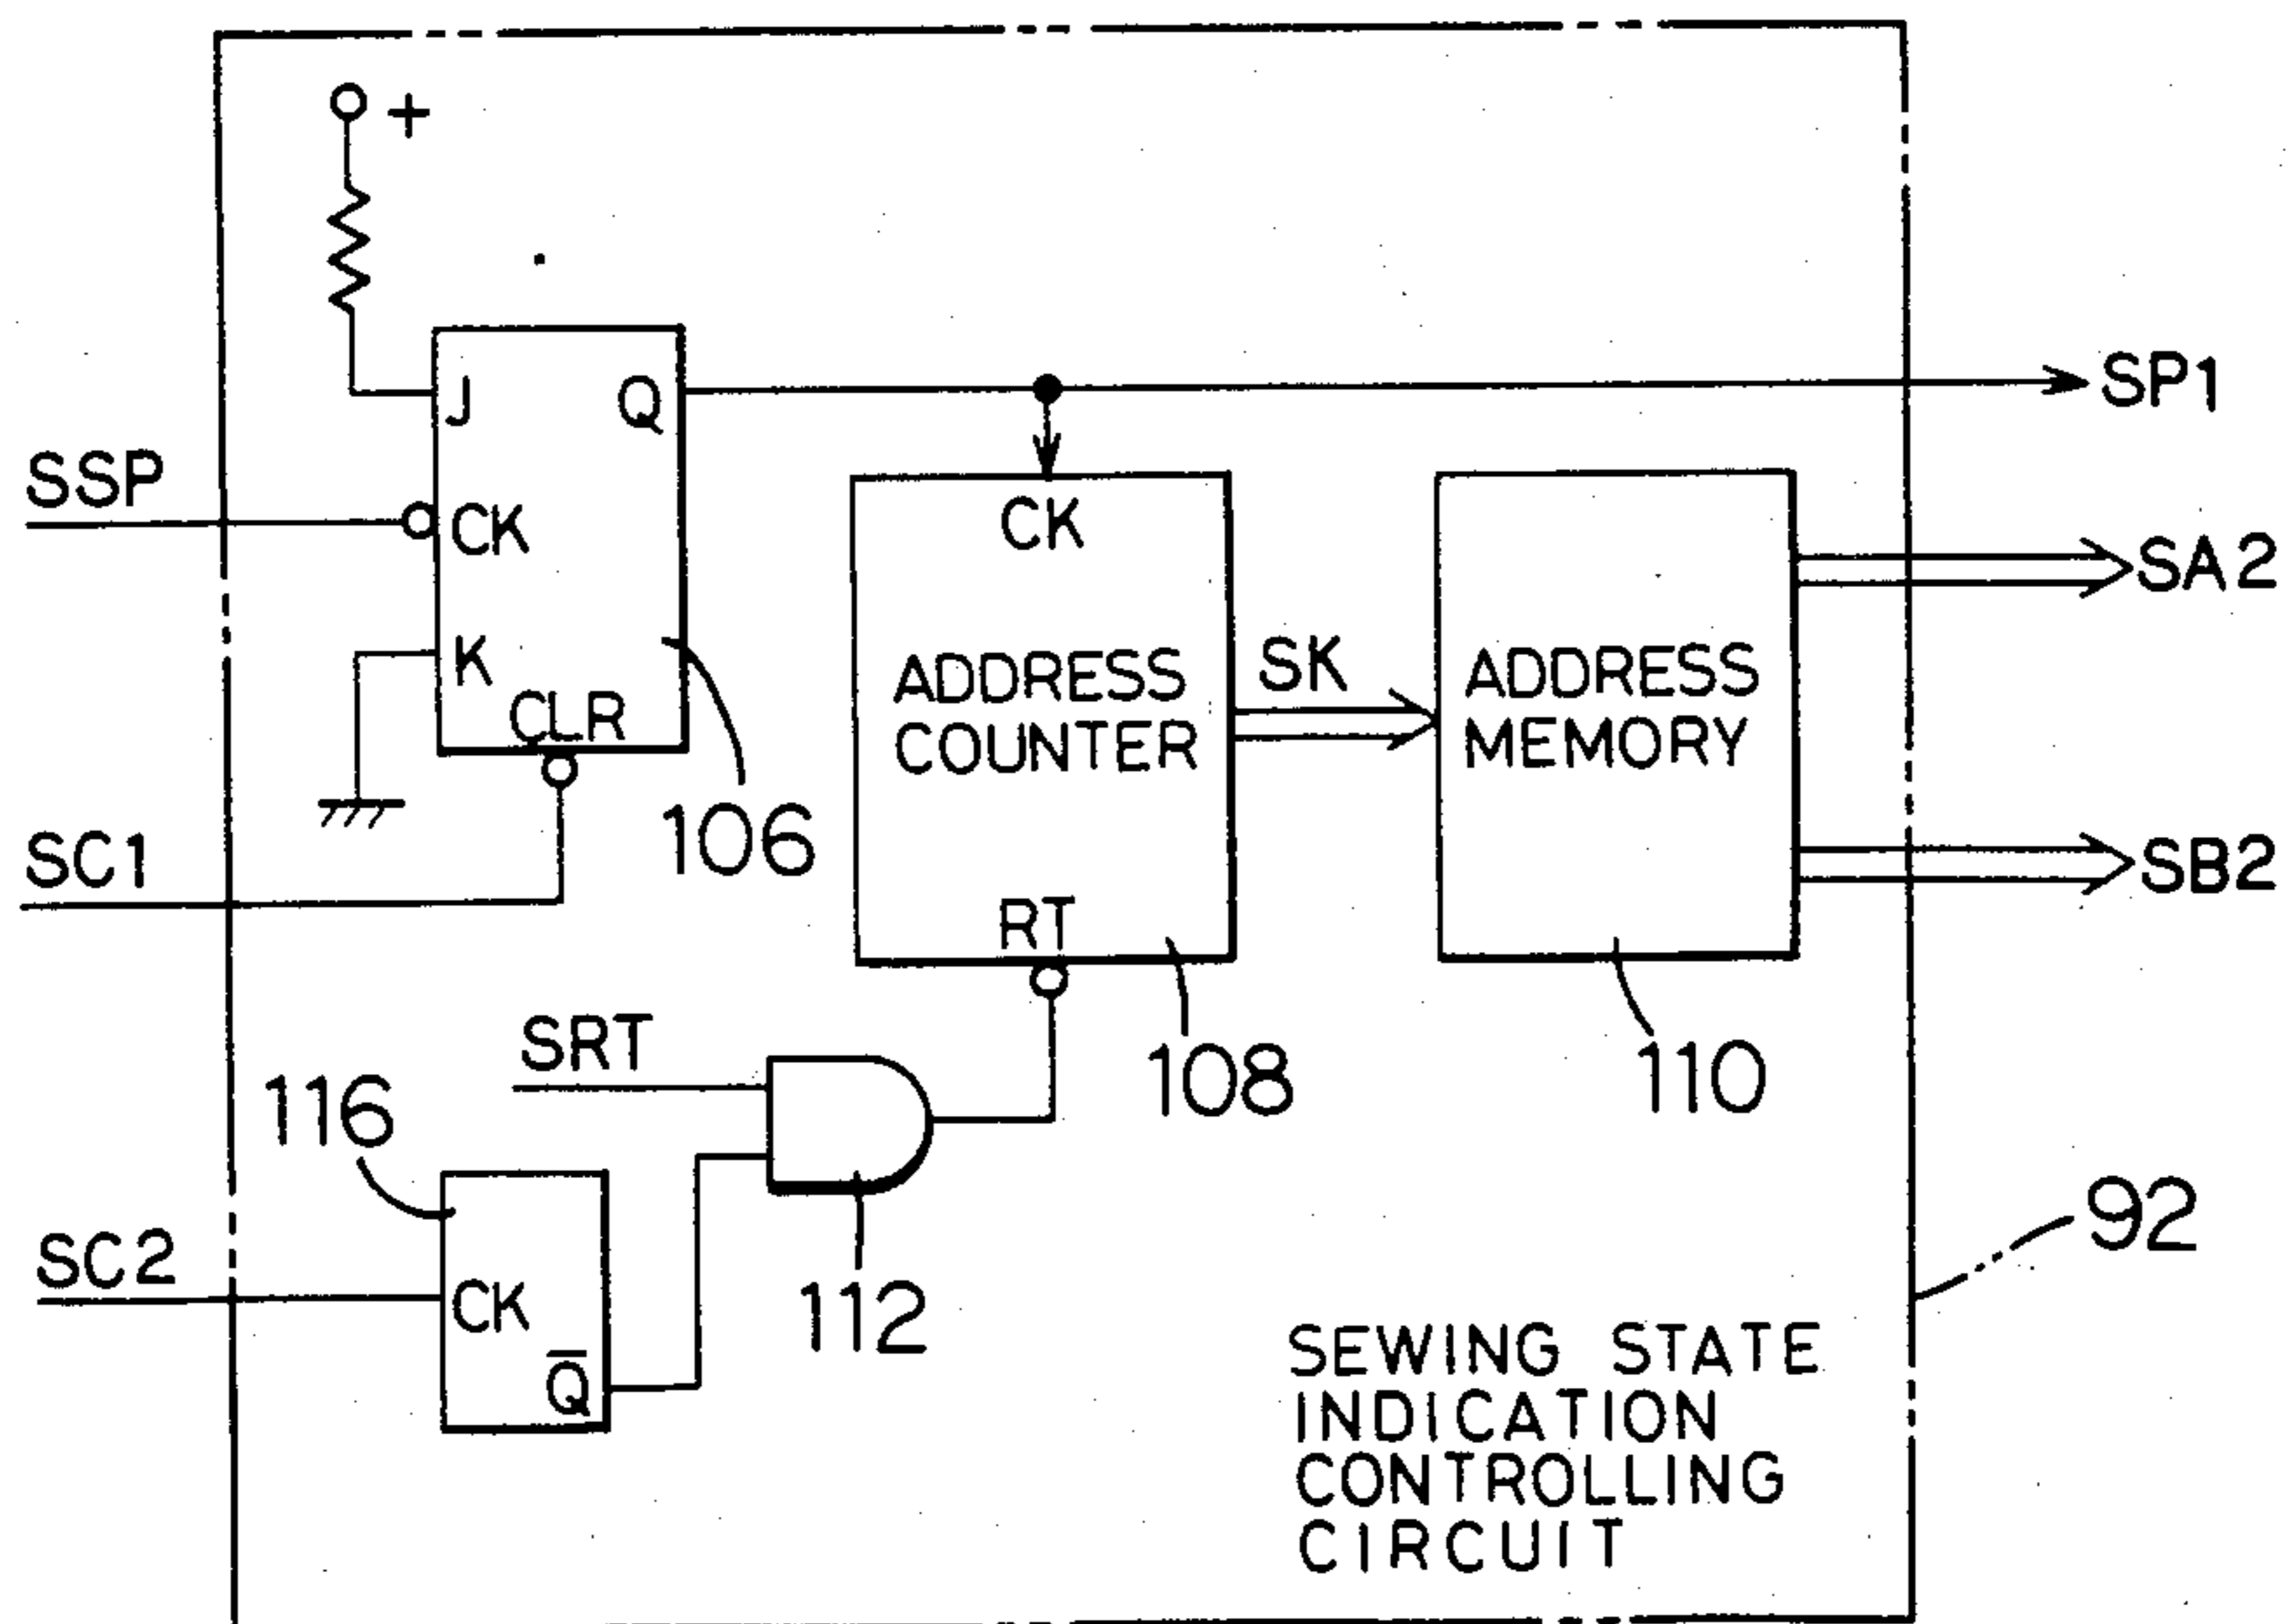 +
J
Q
SP1
SSP
CK
CK
SA2
K
ADDRESS
COUNTER
SK
ADDRESS
MEMORY
CLR
106
SC1
SB2
RT
SRT
108
110
116
92
SC2
CK
112
Q̅
SEWING STATE
INDICATION
CONTROLLING
CIRCUIT